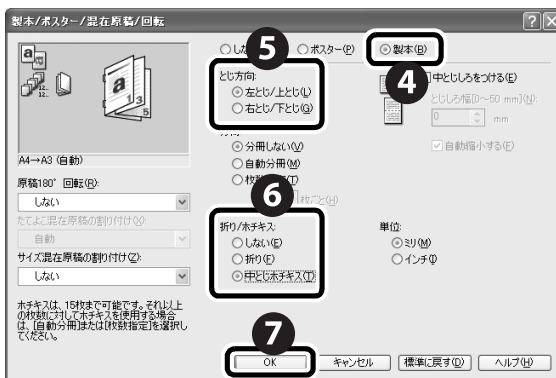 製本/ポスター/混在原稿/回転
a
12..
12..
a
1 3 5
A4→A3 (自動)
原稿180° 回転(R):
しない
たてよこ混在原稿の割り付け(X):
自動
サイズ混在原稿の割り付け(Z):
しない
ホチキスは、15枚まで可能です。それ以上
の枚数に対してホチキスを使用する場合
は、[自動分冊]または[枚数指定]を選択し
てください。
5
ポスター(P)
製本(B)
4
とじ方向:
左とじ/上とじ(L)
右とじ/下とじ(G)
中とじしろをつける(E)
とじしろ幅[0~50 mm](N):
0 mm
自動縮小する(F)
分冊しない(V)
自動分冊(M)
6
折り/ホチキス:
しない(E)
折り(F)
中とじホチキス(T)
単位:
ミリ(M)
インチ(I)
7
OK
キャンセル
標準に戻す(D)
ヘルプ(H)